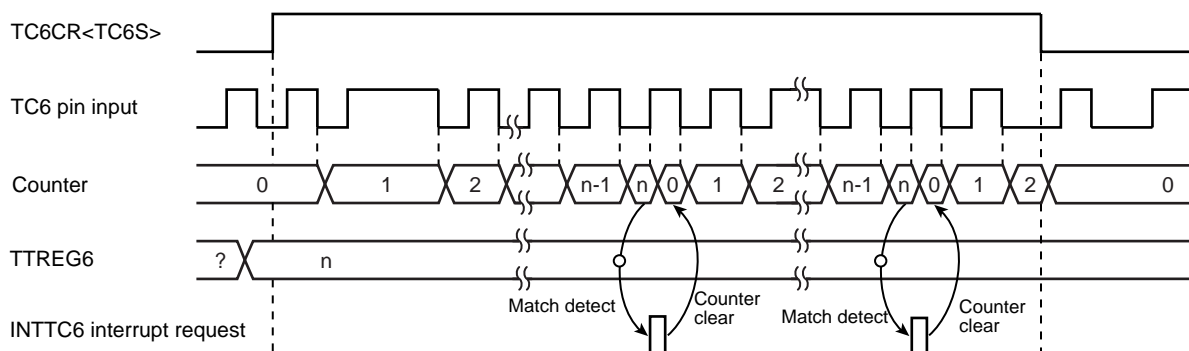 TC6CR<TC6S>
TC6 pin input
Counter 0 1 2 n-1 n 0 1 2 n-1 n 0 1 2 0
TTREG6 ? n
Match detect Counter clear Match detect Counter clear
INTTC6 interrupt request